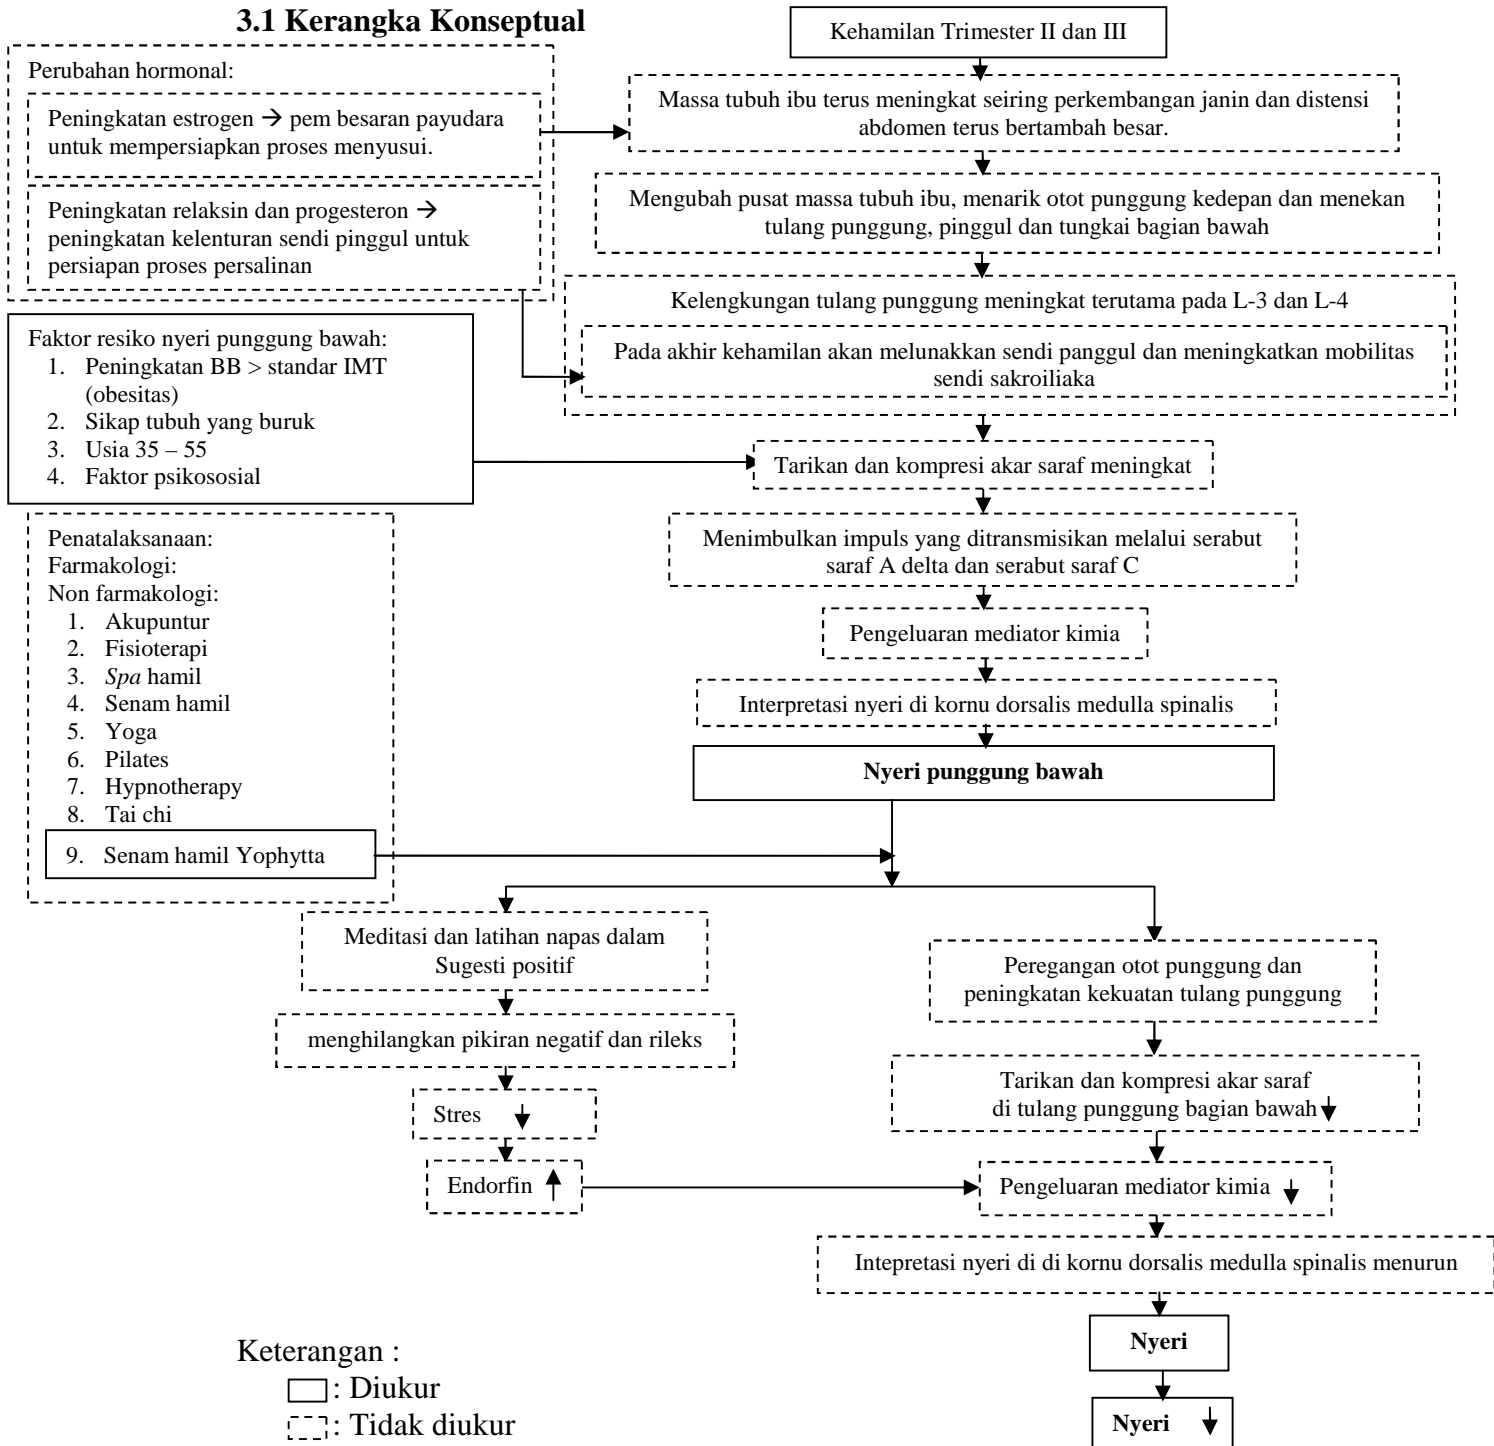 3.1 Kerangka Konseptual
Kehamilan Trimester II dan III
Perubahan hormonal:
Peningkatan estrogen → pem besaran payudara
untuk mempersiapkan proses menyusui.
Peningkatan relaksin dan progesteron →
peningkatan kelenturan sendi pinggul untuk
persiapan proses persalinan
Massa tubuh ibu terus meningkat seiring perkembangan janin dan distensi
abdomen terus bertambah besar.
Mengubah pusat massa tubuh ibu, menarik otot punggung kedepan dan menekan
tulang punggung, pinggul dan tungkai bagian bawah
Kelengkungan tulang punggung meningkat terutama pada L-3 dan L-4
Pada akhir kehamilan akan melunakkan sendi panggul dan meningkatkan mobilitas
sendi sakroiliaka
Faktor resiko nyeri punggung bawah:
1. Peningkatan BB > standar IMT
(obesitas)
2. Sikap tubuh yang buruk
3. Usia 35 – 55
4. Faktor psikososial
Tarikan dan kompresi akar saraf meningkat
Menimbulkan impuls yang ditransmisikan melalui serabut
saraf A delta dan serabut saraf C
Pengeluaran mediator kimia
Interpretasi nyeri di kornu dorsalis medulla spinalis
Nyeri punggung bawah
Penatalaksanaan:
Farmakologi:
Non farmakologi:
1. Akupuntur
2. Fisioterapi
3. Spa hamil
4. Senam hamil
5. Yoga
6. Pilates
7. Hypnotherapy
8. Tai chi
9. Senam hamil Yophytta
Meditasi dan latihan napas dalam
Sugesti positif
menghilangkan pikiran negatif dan rileks
Stres ↓
Endorfin ↑
Peregangan otot punggung dan
peningkatan kekuatan tulang punggung
Tarikan dan kompresi akar saraf
di tulang punggung bagian bawah ↓
Pengeluaran mediator kimia ↓
Intepretasi nyeri di di kornu dorsalis medulla spinalis menurun
Nyeri
Nyeri ↓
Keterangan :
: Diukur
: Tidak diukur